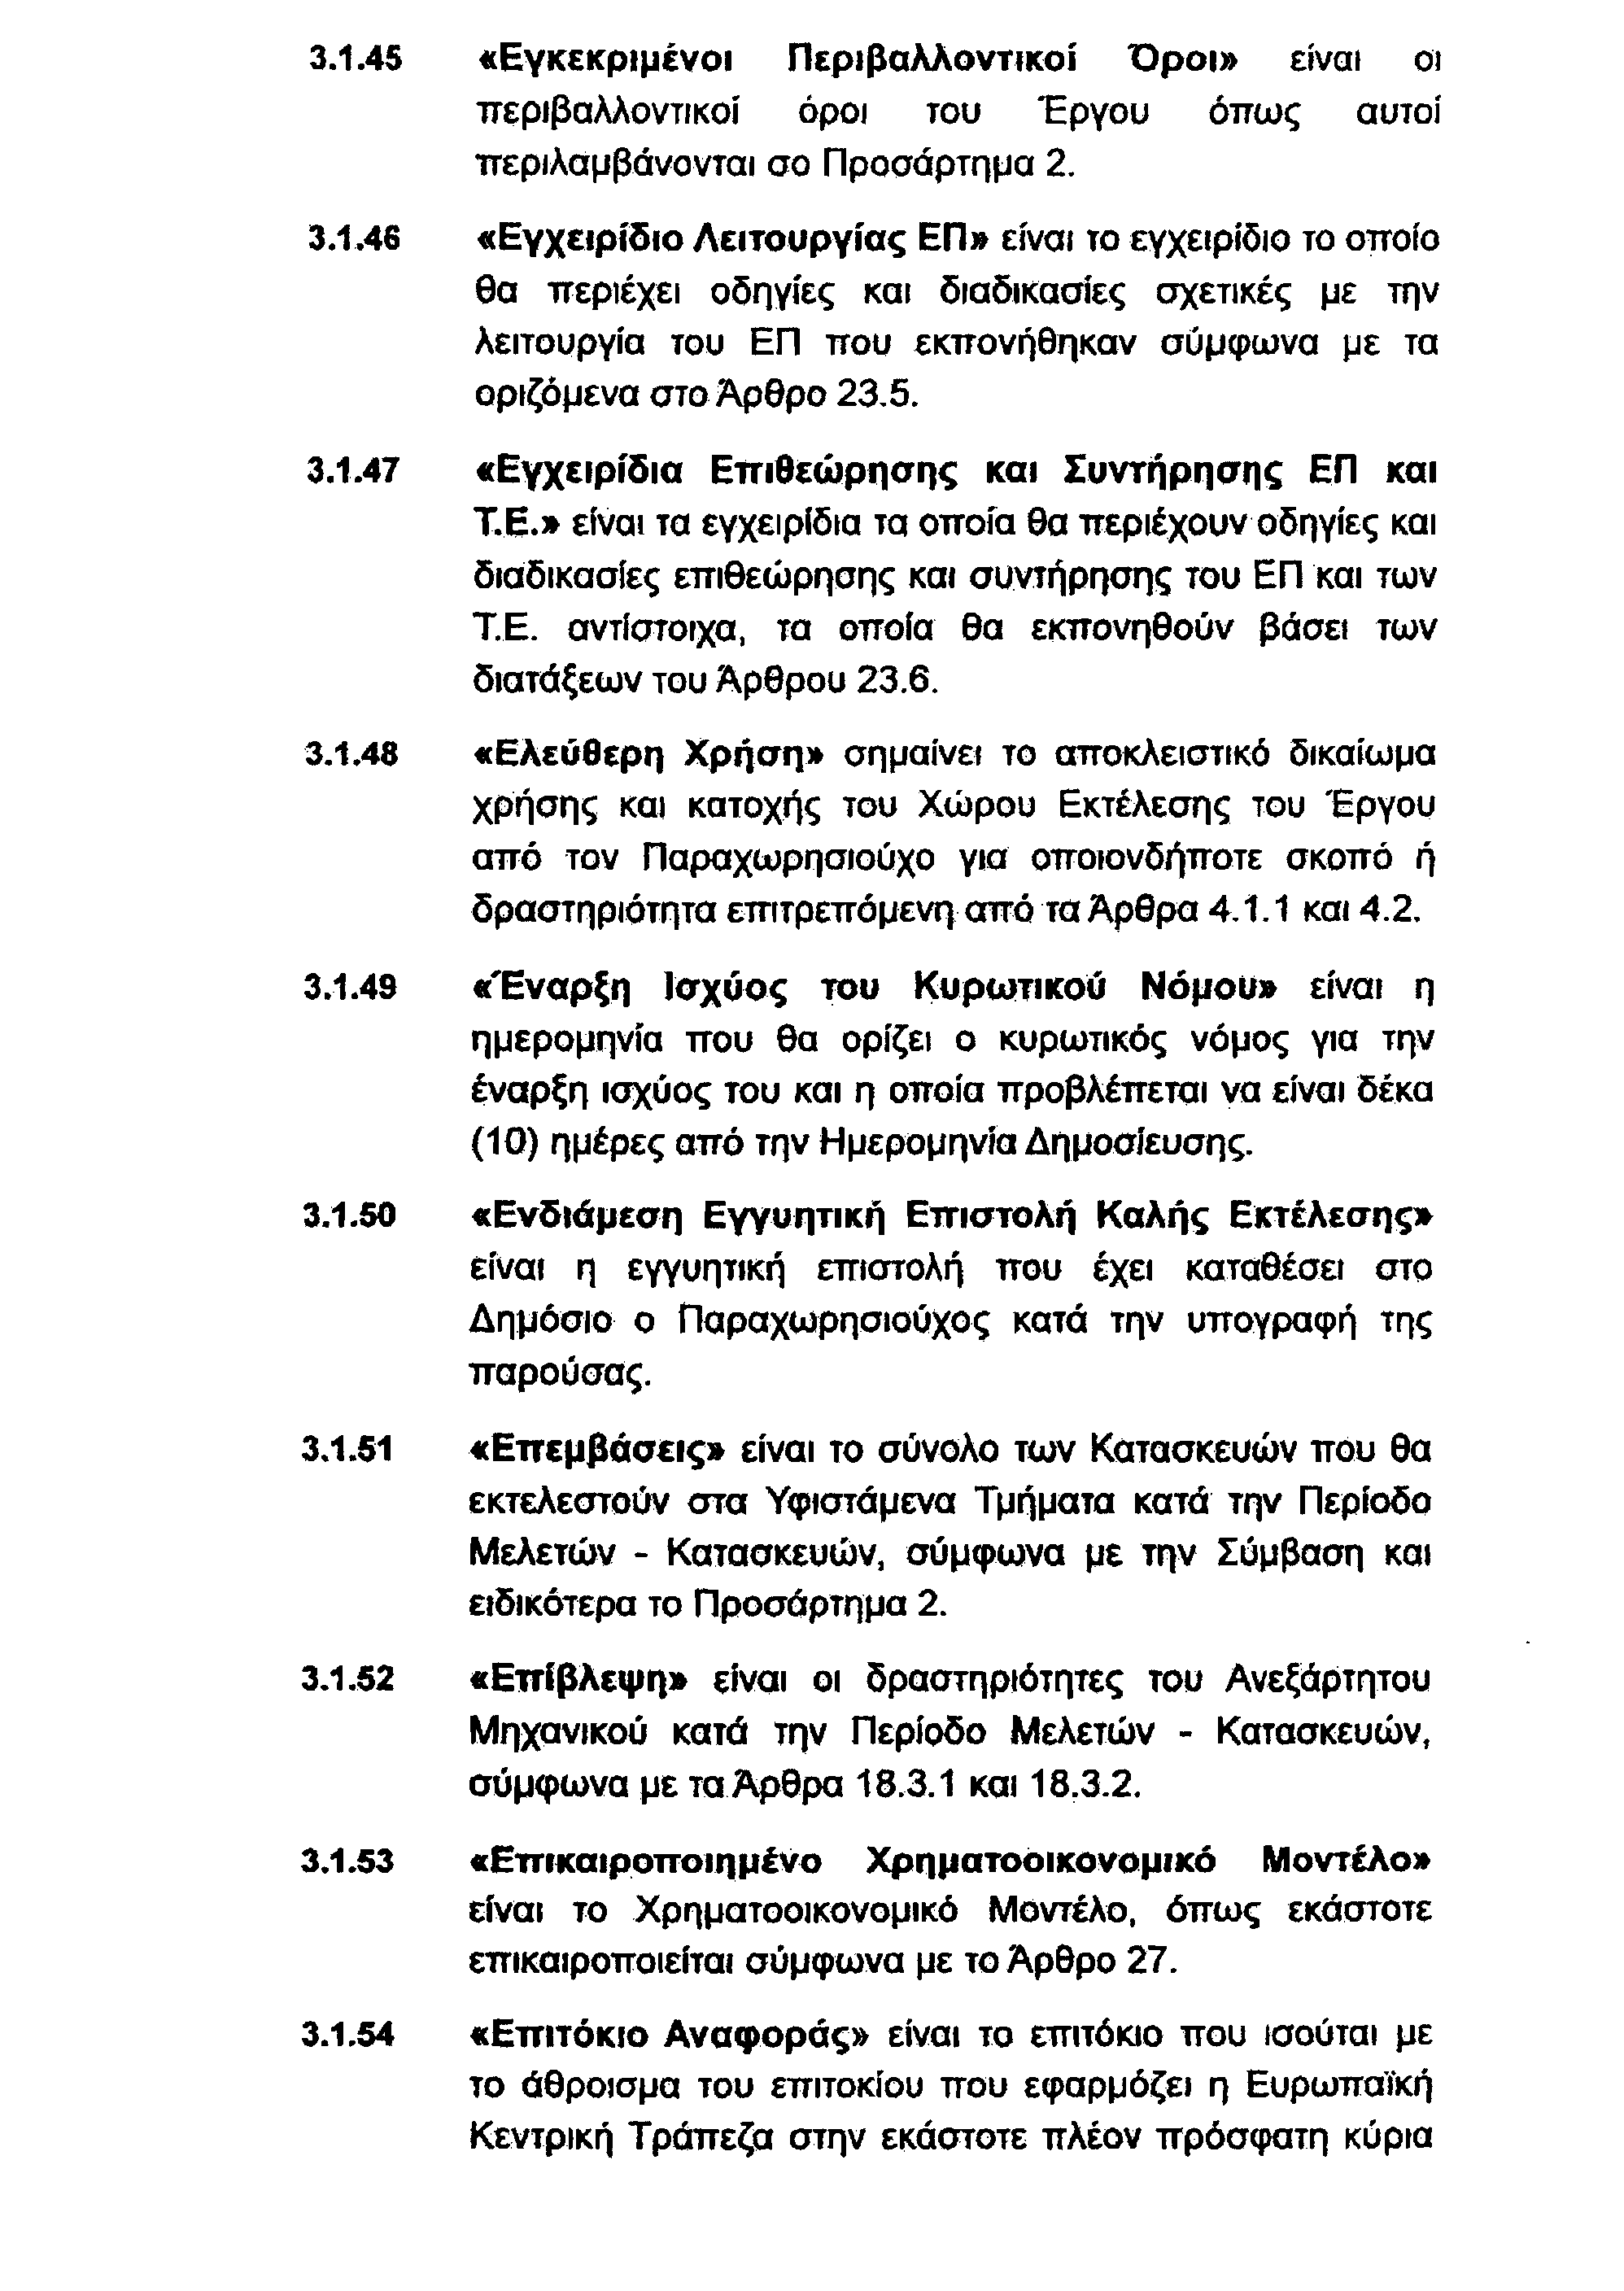 3.1.45 «Εγκεκριμένοι Περιβαλλοντικοί Όροι» είναι οι
περιβαλλοντικοί όροι του Έργου όπως αυτοί
περιλαμβάνονται σο Προσάρτημα 2.
3.1.46 «Εγχειρίδιο Λειτουργίας ΕΠ» είναι το εγχειρίδιο το οποίο
θα περιέχει οδηγίες και διαδικασίες σχετικές με την
λειτουργία του ΕΠ που εκπονήθηκαν σύμφωνα με τα
οριζόμενα στο Άρθρο 23.5.
3.1.47 «Εγχειρίδια Επιθεώρησης και Συντήρησης ΕΠ και
Τ.Ε.» είναι τα εγχειρίδια τα οποία θα περιέχουν οδηγίες και
διαδικασίες επιθεώρησης και συντήρησης του ΕΠ και των
Τ.Ε. αντίστοιχα, τα οποία θα εκπονηθούν βάσει των
διατάξεων του Άρθρου 23.6.
3.1.48 «Ελεύθερη Χρήση» σημαίνει το αποκλειστικό δικαίωμα
χρήσης και κατοχής του Χώρου Εκτέλεσης του Έργου
από τον Παραχωρησιούχο για οποιονδήποτε σκοπό ή
δραστηριότητα επιτρεπόμενη από τα Άρθρα 4.1.1 και 4.2.
3.1.49 «Έναρξη Ισχύος του Κυρωτικού Νόμου» είναι η
ημερομηνία που θα ορίζει ο κυρωτικός νόμος για την
έναρξη ισχύος του και η οποία προβλέπεται να είναι δέκα
(10) ημέρες από την Ημερομηνία Δημοσίευσης.
3.1.50 «Ενδιάμεση Εγγυητική Επιστολή Καλής Εκτέλεσης»
είναι η εγγυητική επιστολή που έχει καταθέσει στο
Δημόσιο ο Παραχωρησιούχος κατά την υπογραφή της
παρούσας.
3.1.51 «Επεμβάσεις» είναι το σύνολο των Κατασκευών που θα
εκτελεστούν στα Υφιστάμενα Τμήματα κατά την Περίοδο
Μελετών - Κατασκευών, σύμφωνα με την Σύμβαση και
ειδικότερα το Προσάρτημα 2.
3.1.52 «Επίβλεψη» είναι οι δραστηριότητες του Ανεξάρτητου
Μηχανικού κατά την Περίοδο Μελετών - Κατασκευών,
σύμφωνα με τα Άρθρα 18.3.1 και 18.3.2.
3.1.53 «Επικαιροποιημένο Χρηματοοικονομικό Μοντέλο»
είναι το Χρηματοοικονομικό Μοντέλο, όπως εκάστοτε
επικαιροποιείται σύμφωνα με το Άρθρο 27.
3.1.54 «Επιτόκιο Αναφοράς» είναι το επιτόκιο που ισούται με
το άθροισμα του επιτοκίου που εφαρμόζει η Ευρωπαϊκή
Κεντρική Τράπεζα στην εκάστοτε πλέον πρόσφατη κύρια